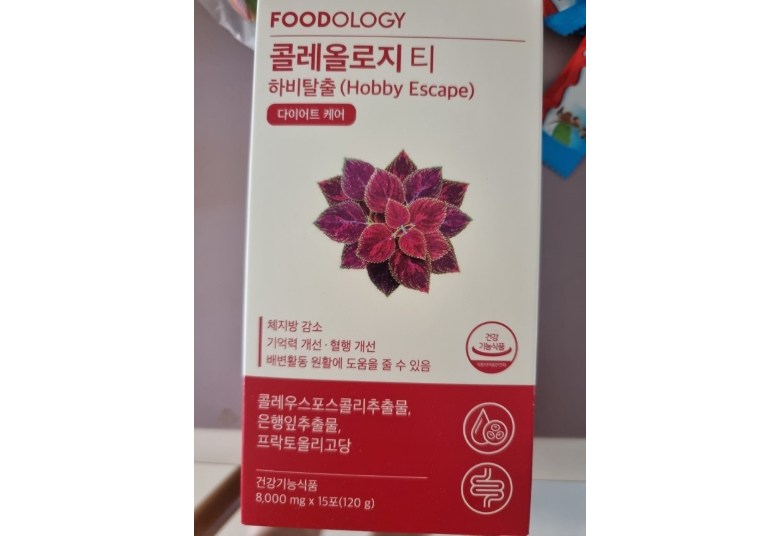 FOODOLOGY
콜레올로지 티
하비탈출 (Hobby Escape)
다이어트 케어
체지방 감소
기억력 개선 · 혈행 개선
배변활동 원활에 도움을 줄 수 있음
건강
기능식품
콜레우스포스콜리추출물,
은행잎추출물,
프락토올리고당
건강기능식품
8,000 mg x 15포(120 g)